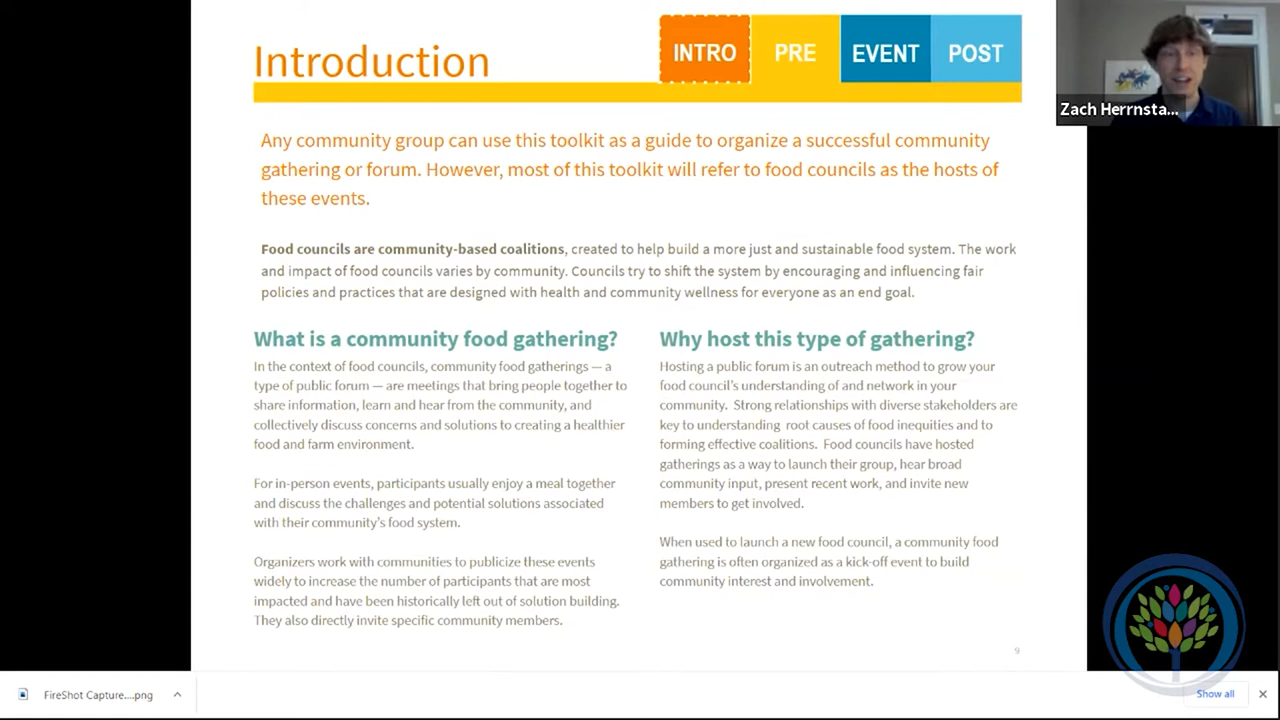 Introduction
INTRO
PRE
EVENT
POST
Zach Herrnsta...
Any community group can use this toolkit as a guide to organize a successful community
gathering or forum. However, most of this toolkit will refer to food councils as the hosts of
these events.
Food councils are community-based coalitions, created to help build a more just and sustainable food system. The work
and impact of food councils varies by community. Councils try to shift the system by encouraging and influencing fair
policies and practices that are designed with health and community wellness for everyone as an end goal.
What is a community food gathering?
In the context of food councils, community food gatherings — a
type of public forum — are meetings that bring people together to
share information, learn and hear from the community, and
collectively discuss concerns and solutions to creating a healthier
food and farm environment.
For in-person events, participants usually enjoy a meal together
and discuss the challenges and potential solutions associated
with their community's food system.
Organizers work with communities to publicize these events
widely to increase the number of participants that are most
impacted and have been historically left out of solution building.
They also directly invite specific community members.
Why host this type of gathering?
Hosting a public forum is an outreach method to grow your
food council's understanding of and network in your
community. Strong relationships with diverse stakeholders are
key to understanding root causes of food inequities and to
forming effective coalitions. Food councils have hosted
gatherings as a way to launch their group, hear broad
community input, present recent work, and invite new
members to get involved.
When used to launch a new food council, a community food
gathering is often organized as a kick-off event to build
community interest and involvement.
9
FireShot Capture....png
Show all